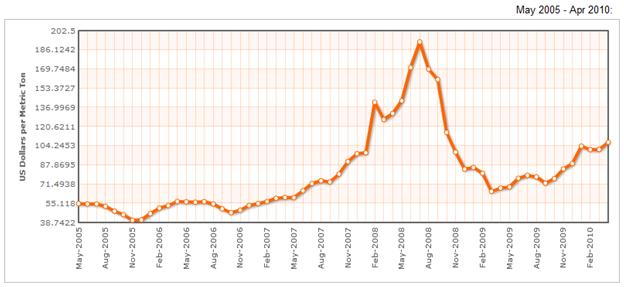 May 2005 - Apr 2010:
202.5
186.1242
169.7484
153.3727
136.9969
120.6211
104.2453
87.8695
71.4938
55.118
38.7422
US Dollars per Metric Ton
May-2005
Aug-2005
Nov-2005
Feb-2006
May-2006
Aug-2006
Nov-2006
Feb-2007
May-2007
Aug-2007
Nov-2007
Feb-2008
May-2008
Aug-2008
Nov-2008
Feb-2009
May-2009
Aug-2009
Nov-2009
Feb-2010